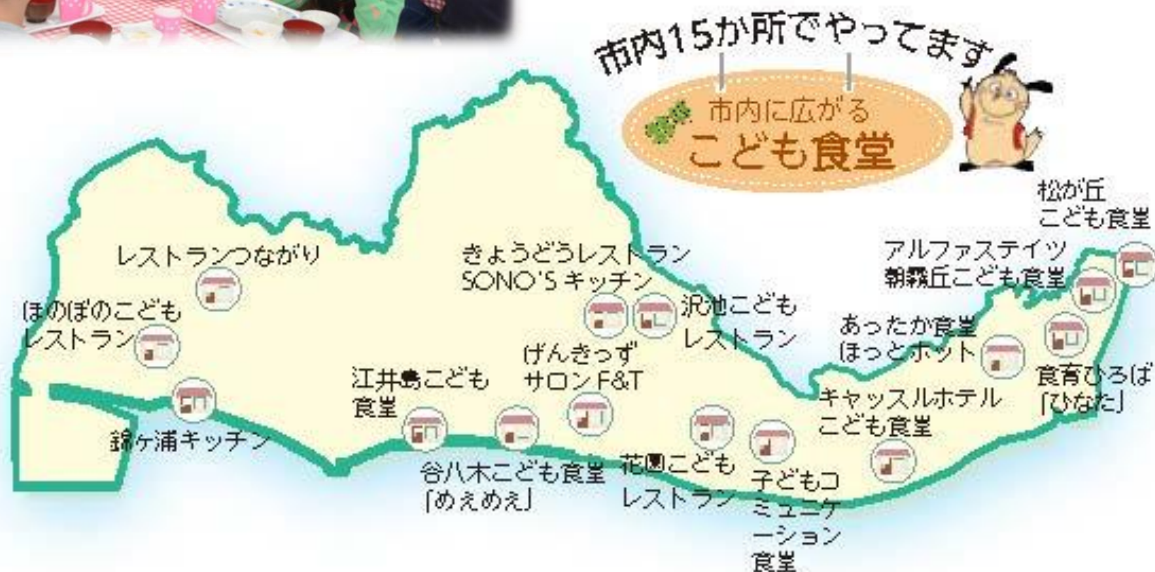 市内15か所でやってます
市内に広がる
こども食堂
松が丘
こども食堂
アルファステイツ
朝霧丘こども食堂
レストランつながり
きょうどうレストラン
SONO'S キッチン
ほのぼのこども
レストラン
沢池こども
レストラン
あったか食堂
ほっとホット
げんきっず
サロン F&T
江井島こども
食堂
食育ひろば
「ひなた」
キャッスルホテル
こども食堂
錦ヶ浦キッチン
谷八木こども食堂
「めえめえ」
花園こども
レストラン
子どもコ
ミュニケ
ーション
食堂